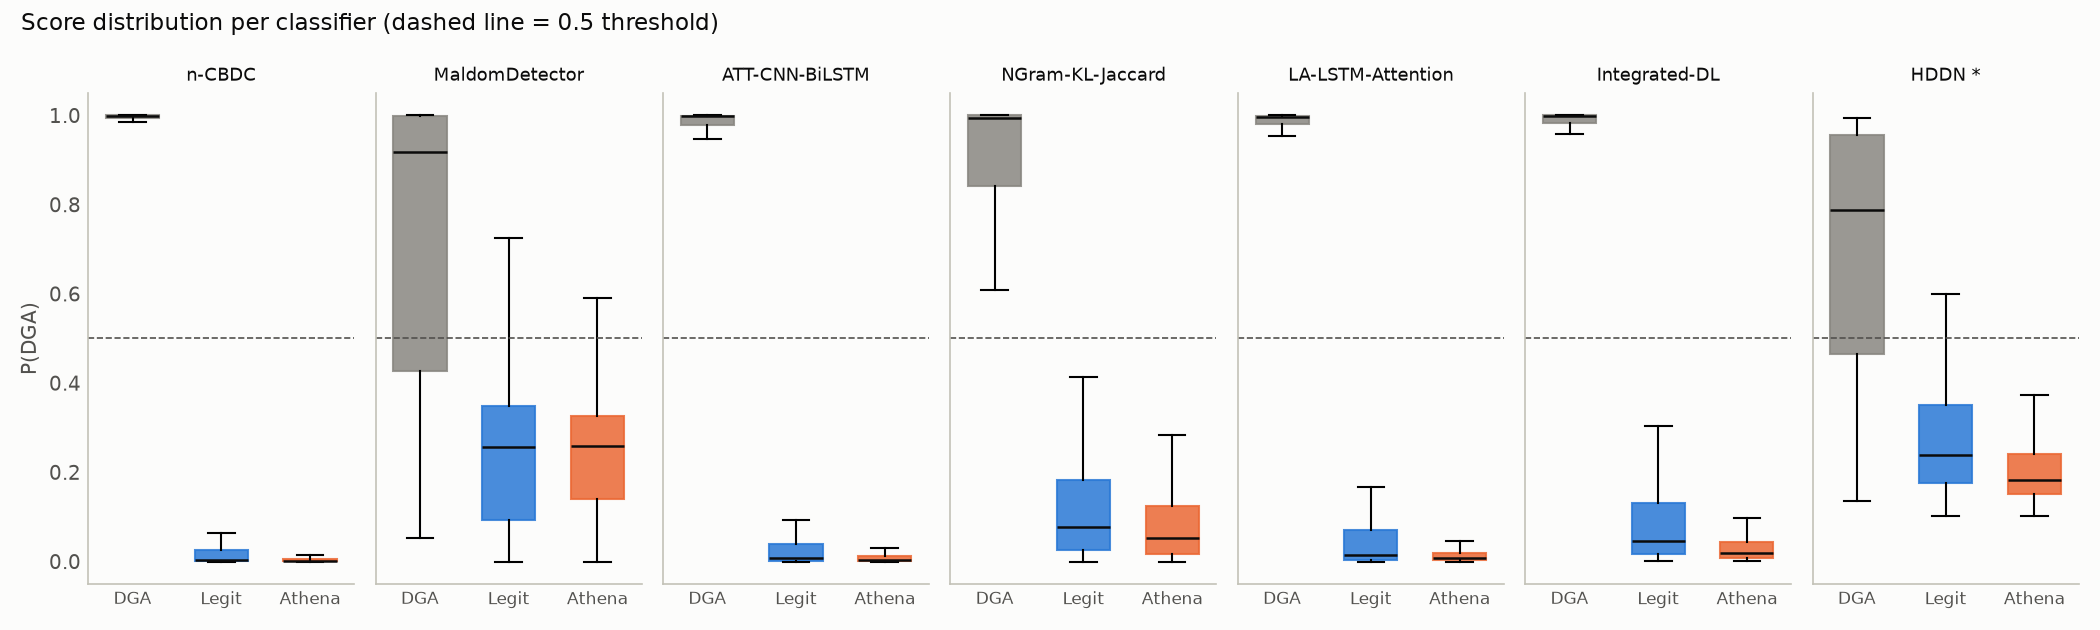 Score distribution per classifier (dashed line = 0.5 threshold)
n-CBDC
MaldomDetector
ATT-CNN-BiLSTM
NGram-KL-Jaccard
LA-LSTM-Attention
Integrated-DL
HDDN *
P(DGA)
1.0
0.8
0.6
0.4
0.2
0.0
DGA Legit Athena
DGA Legit Athena
DGA Legit Athena
DGA Legit Athena
DGA Legit Athena
DGA Legit Athena
DGA Legit Athena